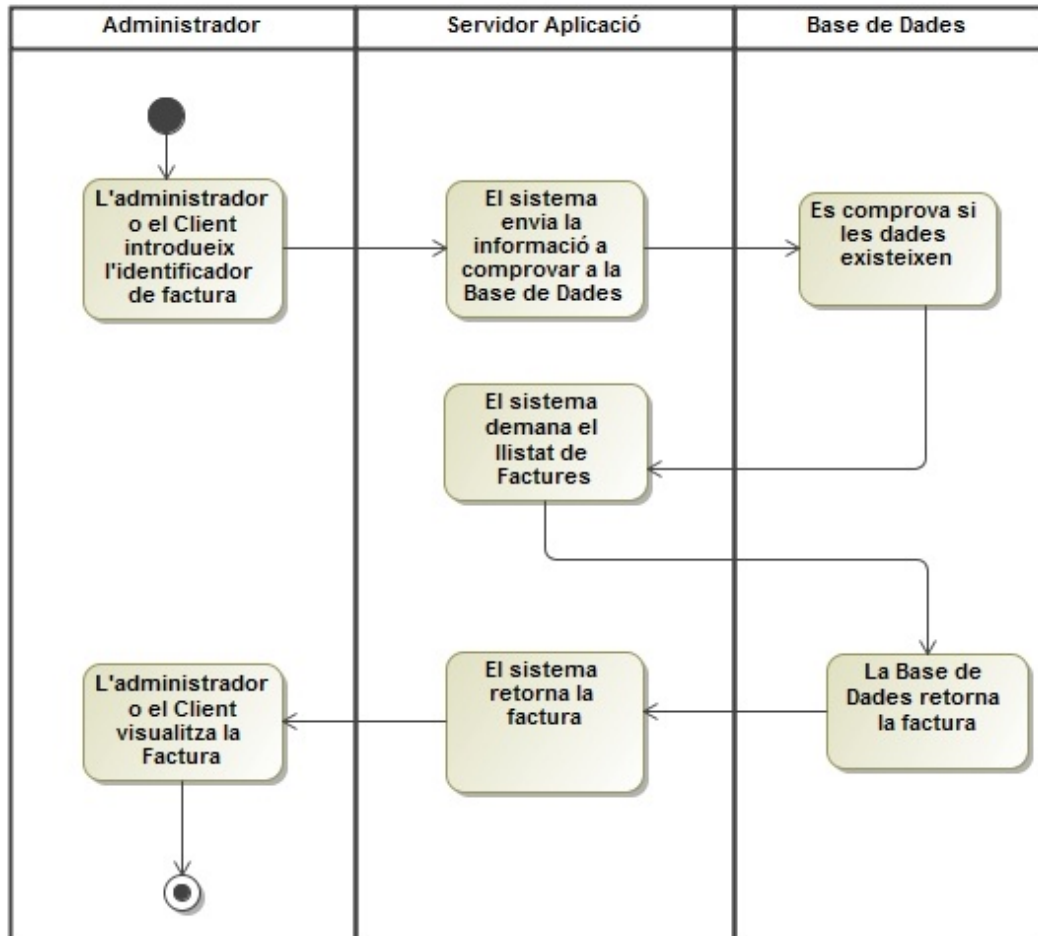 Administrador
Servidor Aplicació
Base de Dades
L'administrador
o el Client
introdueix
l'identificador
de factura
El sistema
envia la
informació a
comprovar a la
Base de Dades
Es comprova si
les dades
existeixen
El sistema
demana el
llistat de
Factures
La Base de
Dades retorna
la factura
El sistema
retorna la
factura
L'administrador
o el Client
visualitza la
Factura